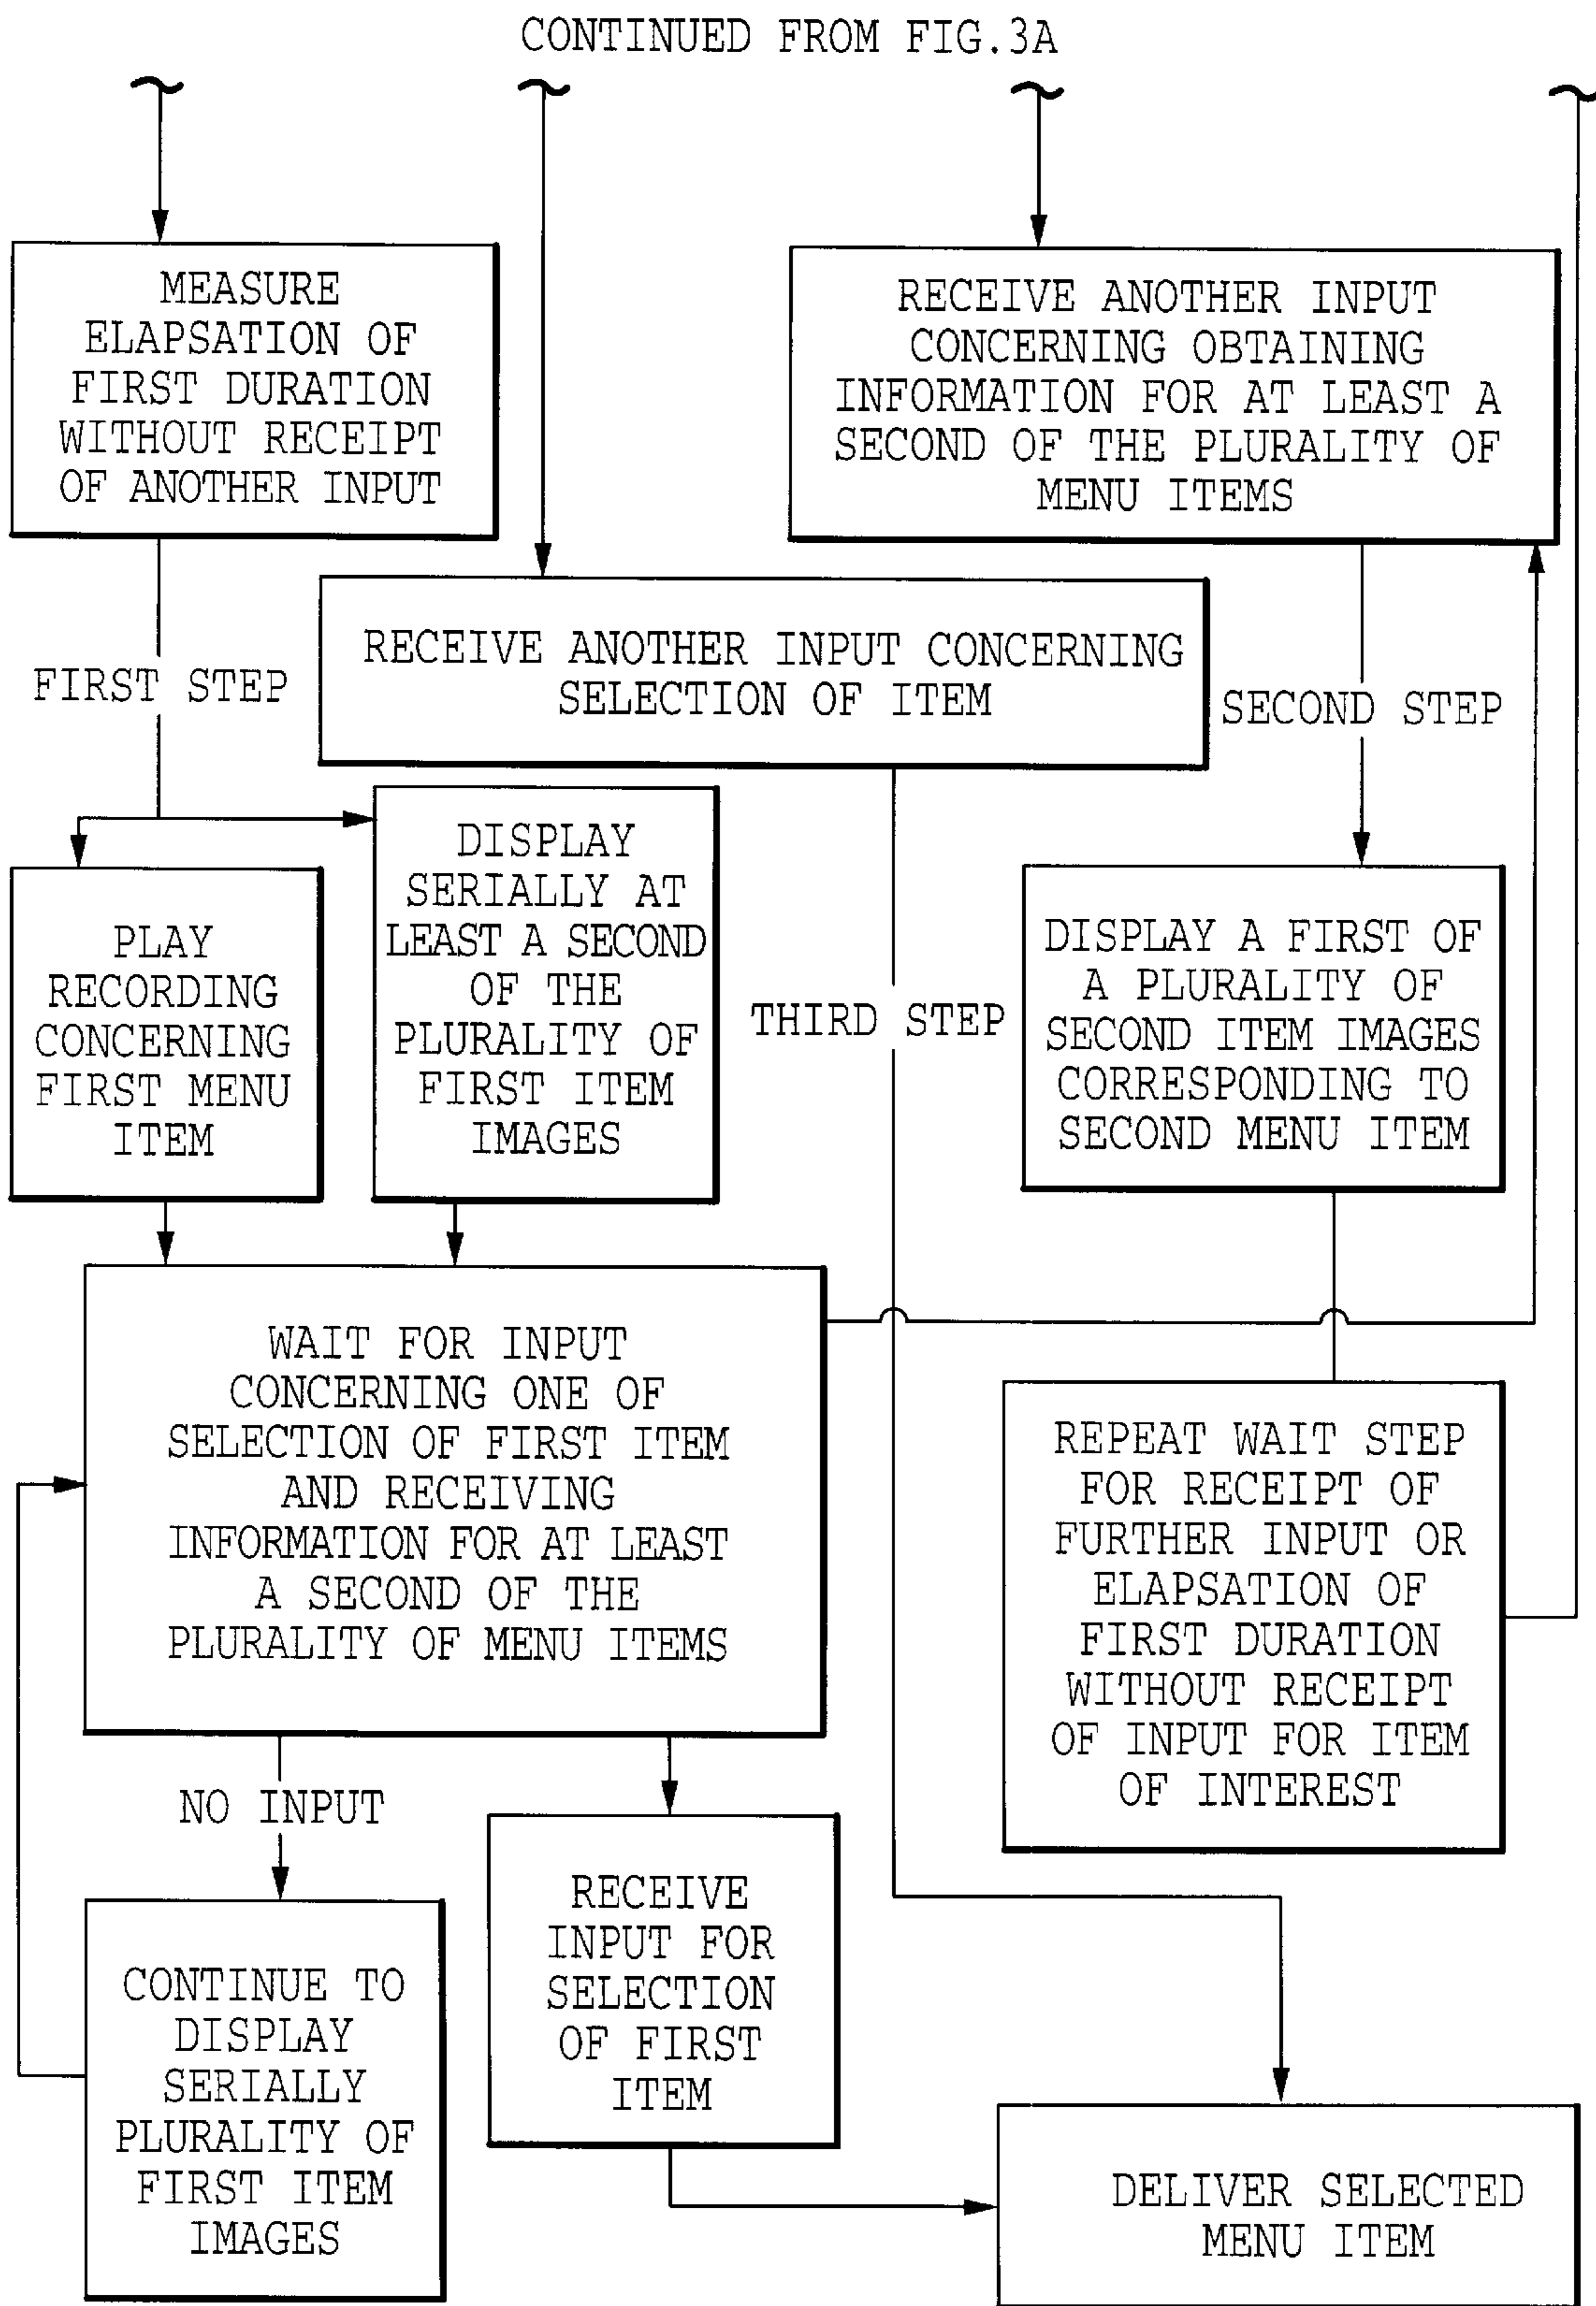 CONTINUED FROM FIG.3A
MEASURE
ELAPSATION OF
FIRST DURATION
WITHOUT RECEIPT
OF ANOTHER INPUT
RECEIVE ANOTHER INPUT
CONCERNING OBTAINING
INFORMATION FOR AT LEAST A
SECOND OF THE PLURALITY OF
MENU ITEMS
RECEIVE ANOTHER INPUT CONCERNING
SELECTION OF ITEM
FIRST STEP
SECOND STEP
PLAY
RECORDING
CONCERNING
FIRST MENU
ITEM
DISPLAY
SERIALLY AT
LEAST A SECOND
OF THE
PLURALITY OF
FIRST ITEM
IMAGES
THIRD STEP
DISPLAY A FIRST OF
A PLURALITY OF
SECOND ITEM IMAGES
CORRESPONDING TO
SECOND MENU ITEM
WAIT FOR INPUT
CONCERNING ONE OF
SELECTION OF FIRST ITEM
AND RECEIVING
INFORMATION FOR AT LEAST
A SECOND OF THE
PLURALITY OF MENU ITEMS
REPEAT WAIT STEP
FOR RECEIPT OF
FURTHER INPUT OR
ELAPSATION OF
FIRST DURATION
WITHOUT RECEIPT
OF INPUT FOR ITEM
OF INTEREST
NO INPUT
CONTINUE TO
DISPLAY
SERIALLY
PLURALITY OF
FIRST ITEM
IMAGES
RECEIVE
INPUT FOR
SELECTION
OF FIRST
ITEM
DELIVER SELECTED
MENU ITEM